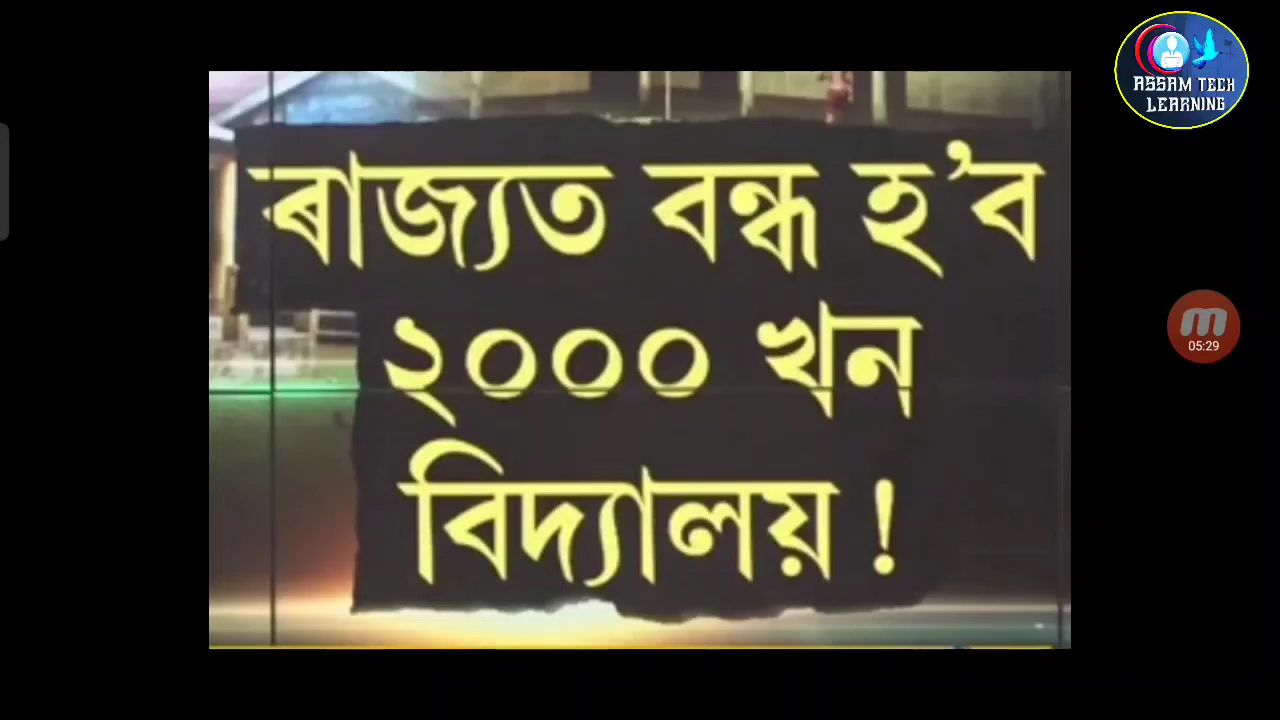 ASSAM TECH
LEARNING
ৰাজ্যত বন্ধ হ'ব
২০০০ খন
বিদ্যালয় !
05:29